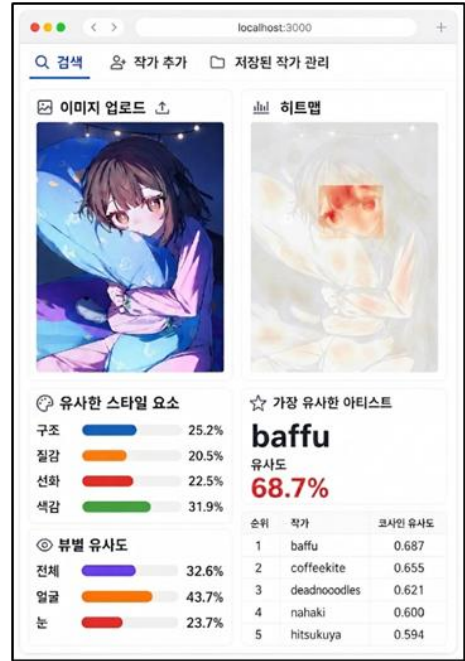 localhost:3000
검색 작가 추가 저장된 작가 관리
이미지 업로드
히트맵
유사한 스타일 요소
구조 25.2%
질감 20.5%
선화 22.5%
색감 31.9%
뷰별 유사도
전체 32.6%
얼굴 43.7%
눈 23.7%
가장 유사한 아티스트
baffu
유사도
68.7%
순위 작가 코사인 유사도
1 baffu 0.687
2 coffeekite 0.655
3 deadnooodles 0.621
4 nahaki 0.600
5 hitsukuya 0.594